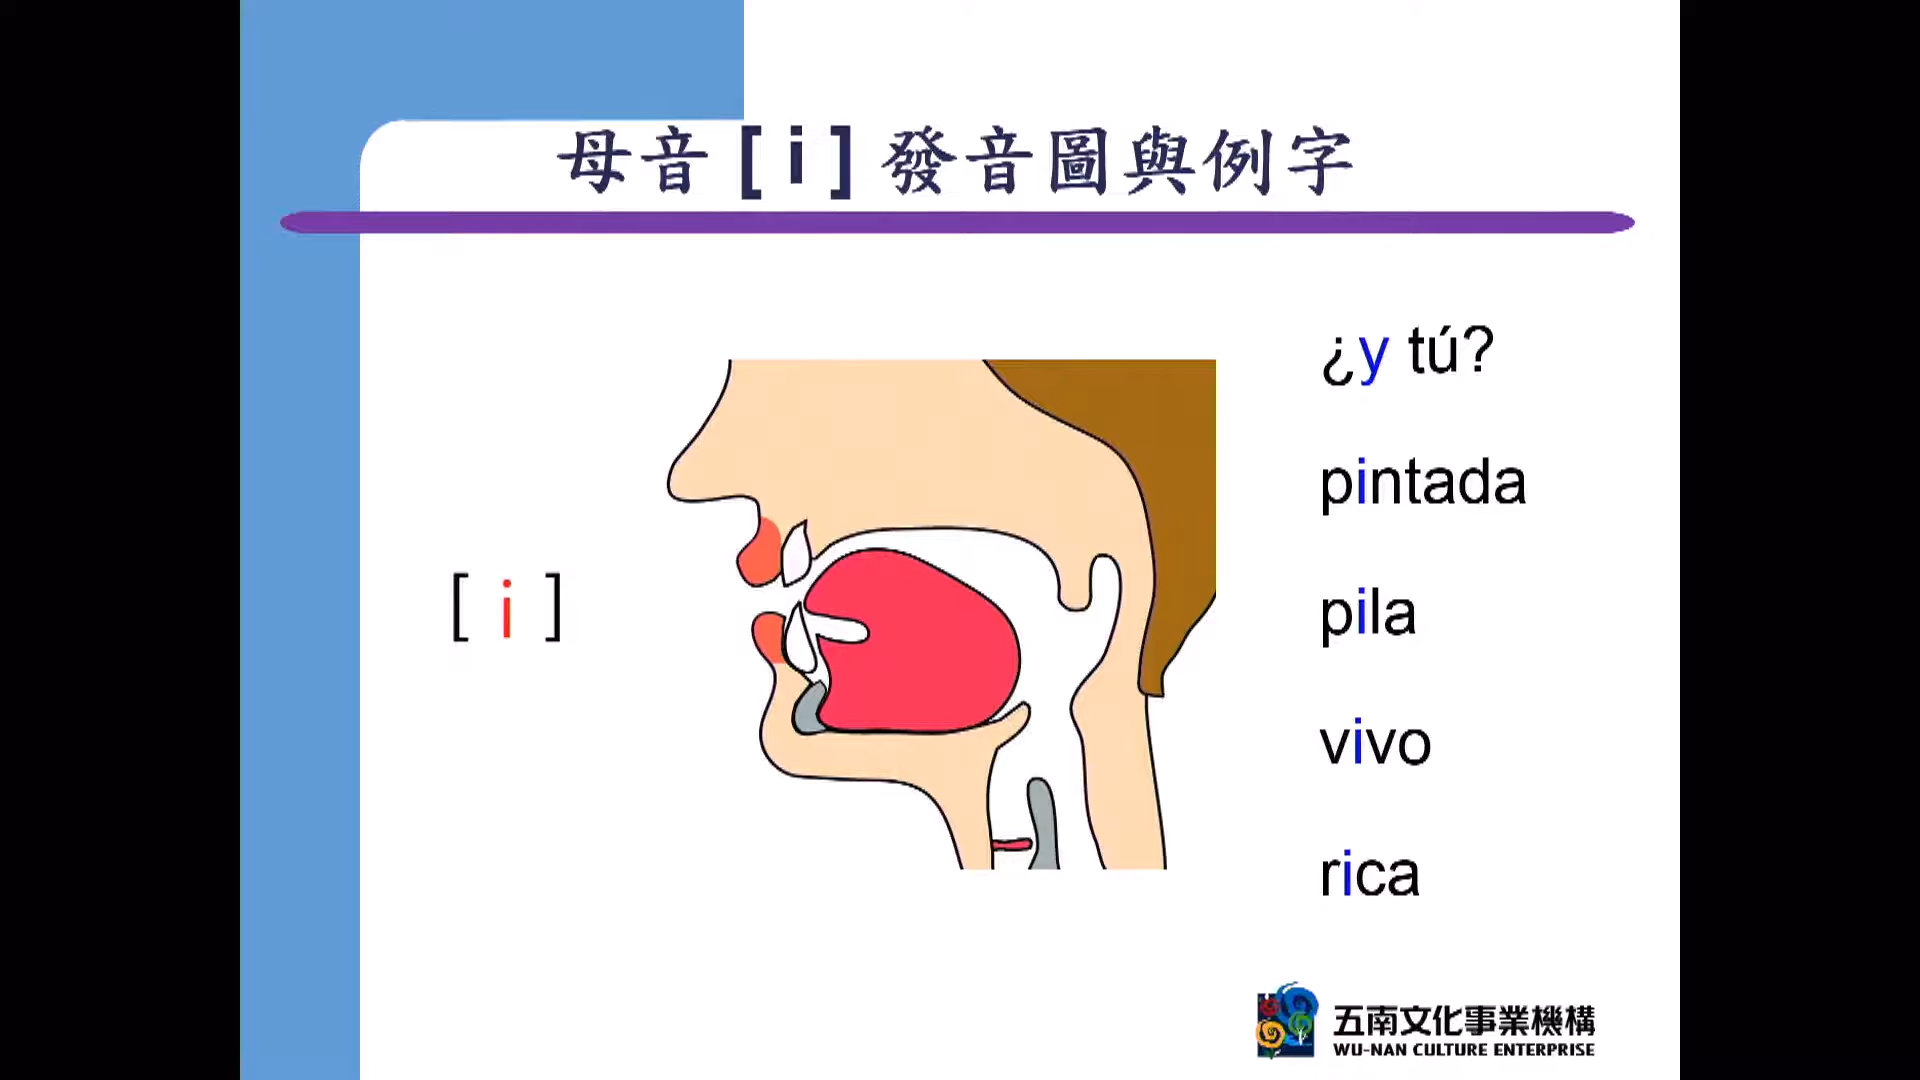 母音 [ i ] 發音圖與例字
[ i ]
¿y tú?
pintada
pila
vivo
rica
五南文化事業機構
WU-NAN CULTURE ENTERPRISE